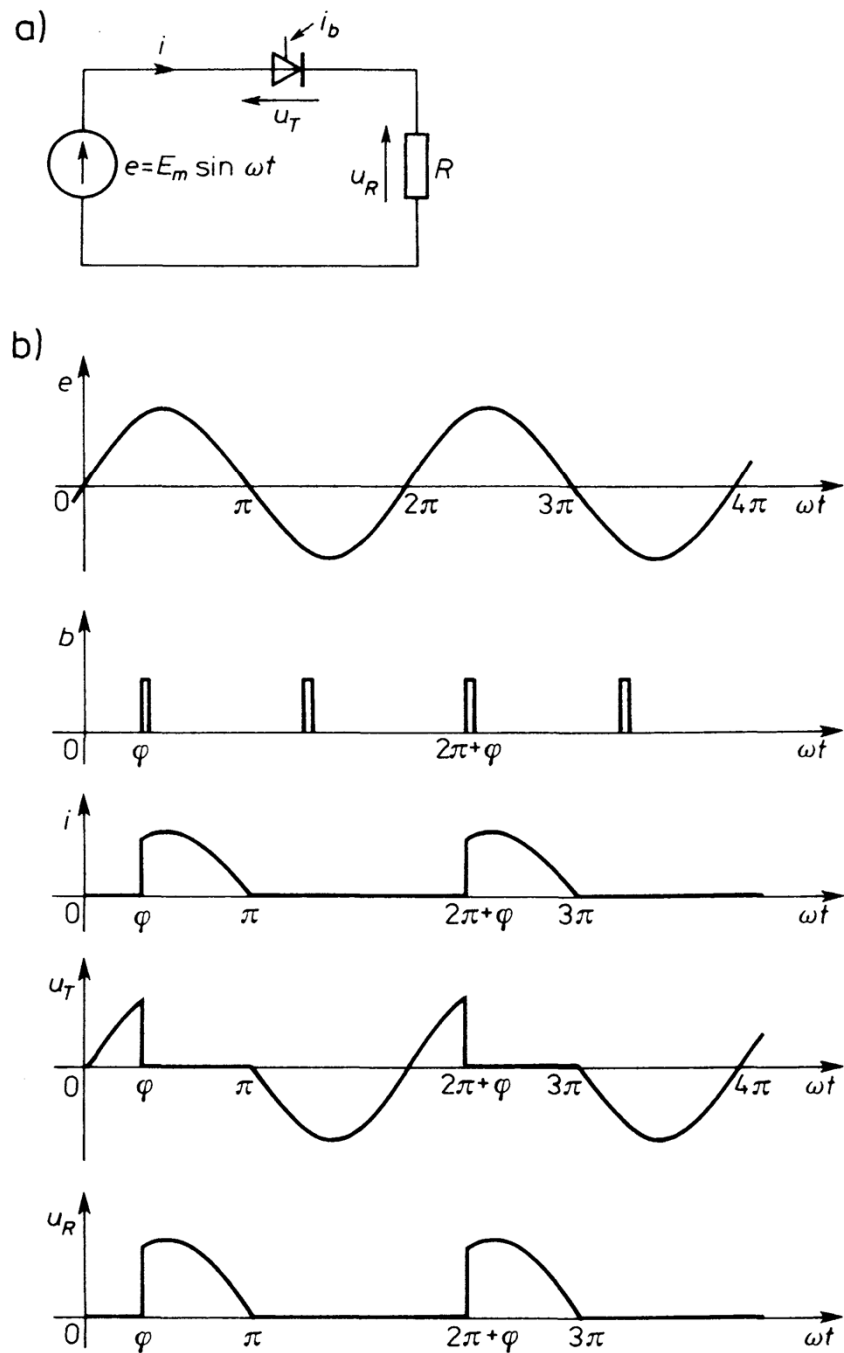 a)
i
i_b
u_T
e=E_m sin ωt
u_R
R
b)
e
0
π
2π
3π
4π
ωt
b
0
φ
2π+φ
ωt
i
0
φ
π
2π+φ
3π
ωt
u_T
0
φ
π
2π+φ
3π
4π
ωt
u_R
0
φ
π
2π+φ
3π
ωt